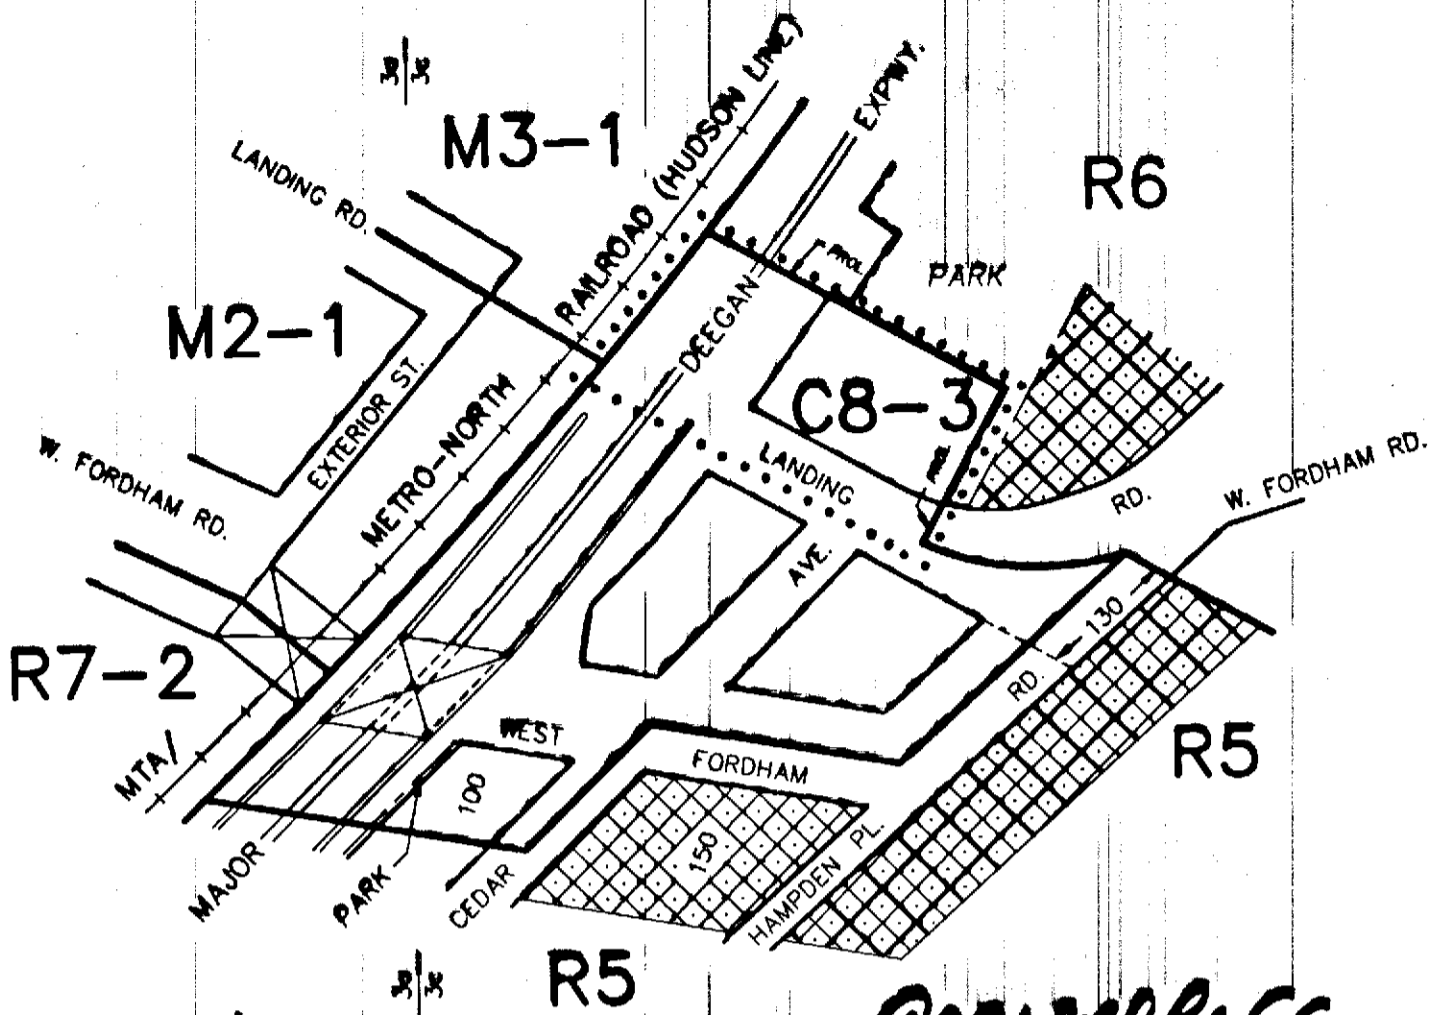 M3-1
R6
LANDING RD.
RAILROAD (HUDSON LINE)
EXPWY.
PROL.
PARK
M2-1
DEEGAN
C8-3
EXTERIOR ST.
METRO-NORTH
W. FORDHAM RD.
PROL.
LANDING
RD.
W. FORDHAM RD.
AVE.
130
R7-2
RD.
R5
MTA/
WEST
FORDHAM
100
150
MAJOR
PARK
CEDAR
HAMPDEN PL.
R5